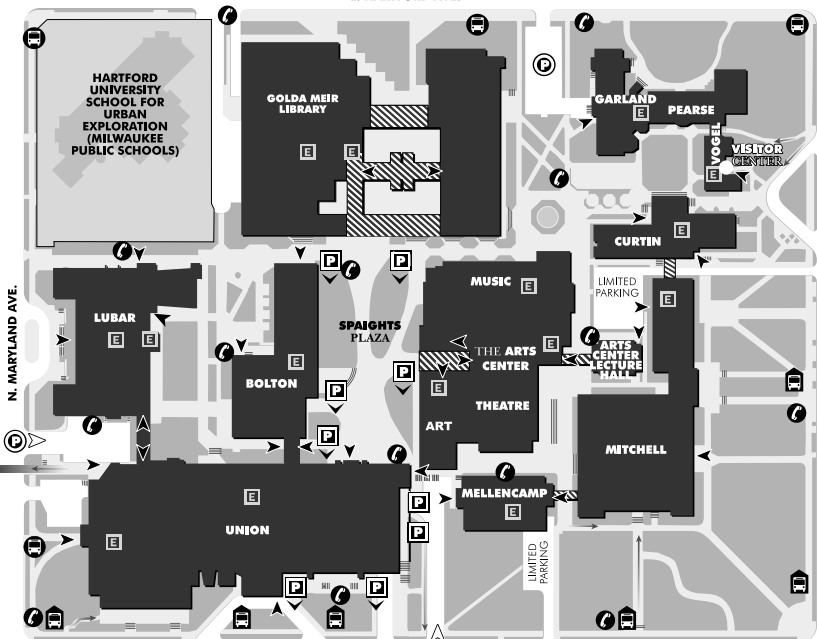 HARTFORD
UNIVERSITY
SCHOOL FOR
URBAN
EXPLORATION
(MILWAUKEE
PUBLIC SCHOOLS)
GOLDA MEIR
LIBRARY
E
E
P
GARLAND
E
PEARSE
VOGEL
E
VISITOR
CENTER
CURTIN
E
N. MARYLAND AVE.
LUBAR
E
E
BOLTON
E
P
P
SPAIGHTS
PLAZA
P
P
P
MUSIC
E
THE ARTS
CENTER
E
E
THEATRE
ART
LIMITED
PARKING
ARTS
CENTER
LECTURE
HALL
E
MITCHELL
P
UNION
E
E
P
P
P
P
MELLENCAMP
E
LIMITED
PARKING